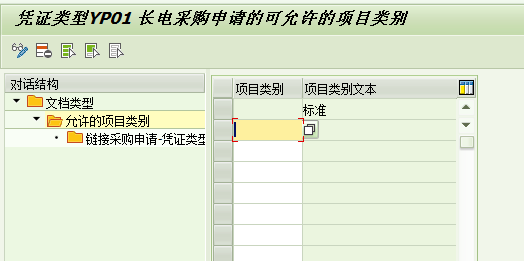 凭证类型YP01 长电采购申请的可允许的项目类别
对话结构
文档类型
允许的项目类别
链接采购申请-凭证类型
项目类别 项目类别文本
标准